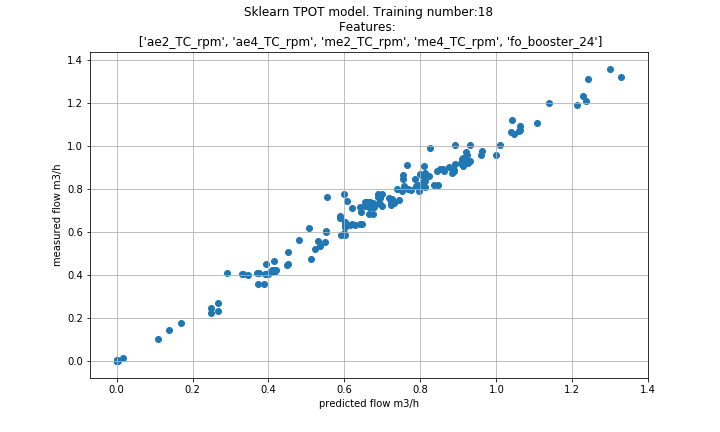 Sklearn TPOT model. Training number:18
Features:
['ae2_TC_rpm', 'ae4_TC_rpm', 'me2_TC_rpm', 'me4_TC_rpm', 'fo_booster_24']
1.4
1.2
1.0
0.8
0.6
0.4
0.2
0.0
measured flow m3/h
0.0 0.2 0.4 0.6 0.8 1.0 1.2 1.4
predicted flow m3/h